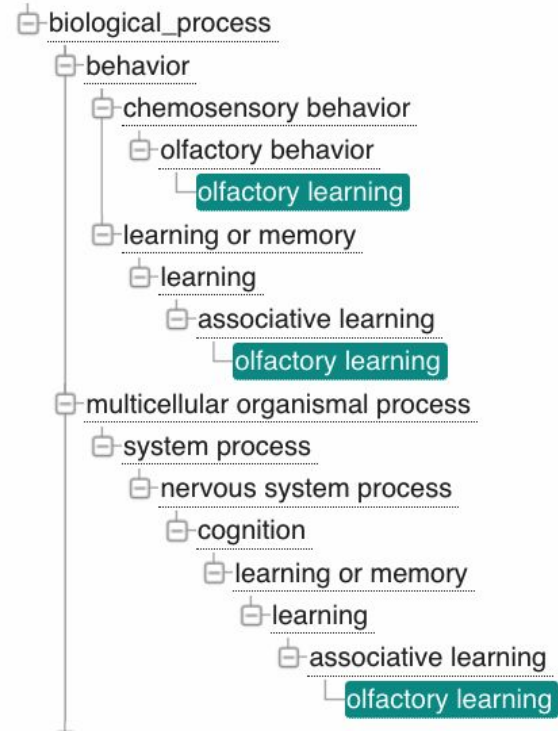 biological_process
behavior
chemosensory behavior
olfactory behavior
olfactory learning
learning or memory
learning
associative learning
olfactory learning
multicellular organismal process
system process
nervous system process
cognition
learning or memory
learning
associative learning
olfactory learning